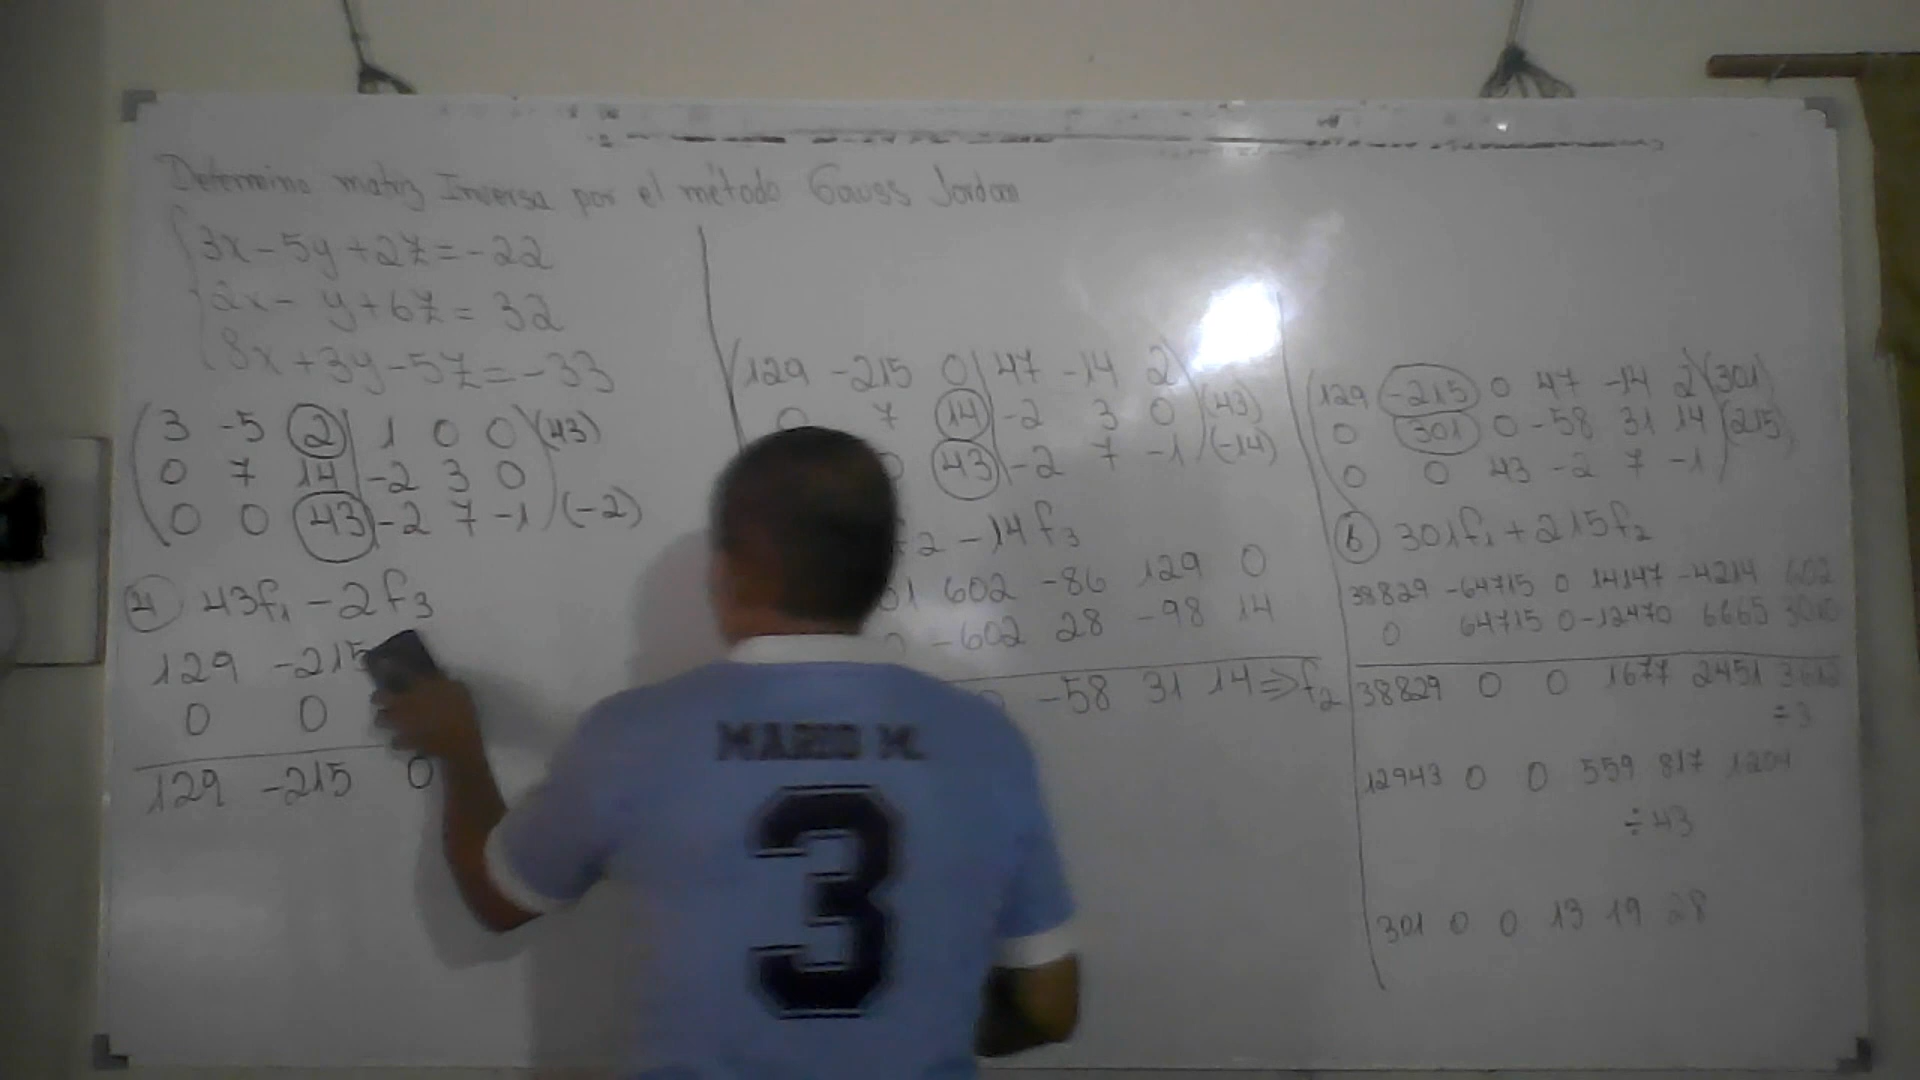 Determine matriz Inversa por el método Gauss Jordan
3x-5y+2z=-22
2x-y+6z=32
8x+3y-5z=-33
3 -5 2 | 1 0 0 (43)
0 7 14 | -2 3 0
0 0 43 | -2 7 -1 (-2)
4 43f₁-2f₃
129 -215
0 0
129 -215 0
129 -215 0 | 47 -14 2
0 7 14 | -2 3 0 (43)
43 | -2 7 -1 (-14)
2 -14f₃
602 -86 129 0
-602 28 -98 14
-58 31 14 ⇒ f₂
129 -215 0 47 -14 2 (301)
0 301 0 -58 31 14 (215)
0 0 43 -2 7 -1
6 301f₁+215f₂
38829 -64715 0 14147 -4214 602
0 64715 0 -12470 6665 3010
38829 0 0 1677 2451 3612
÷3
12943 0 0 559 817 1204
÷43
301 0 0 13 19 28
MARIO M.
3